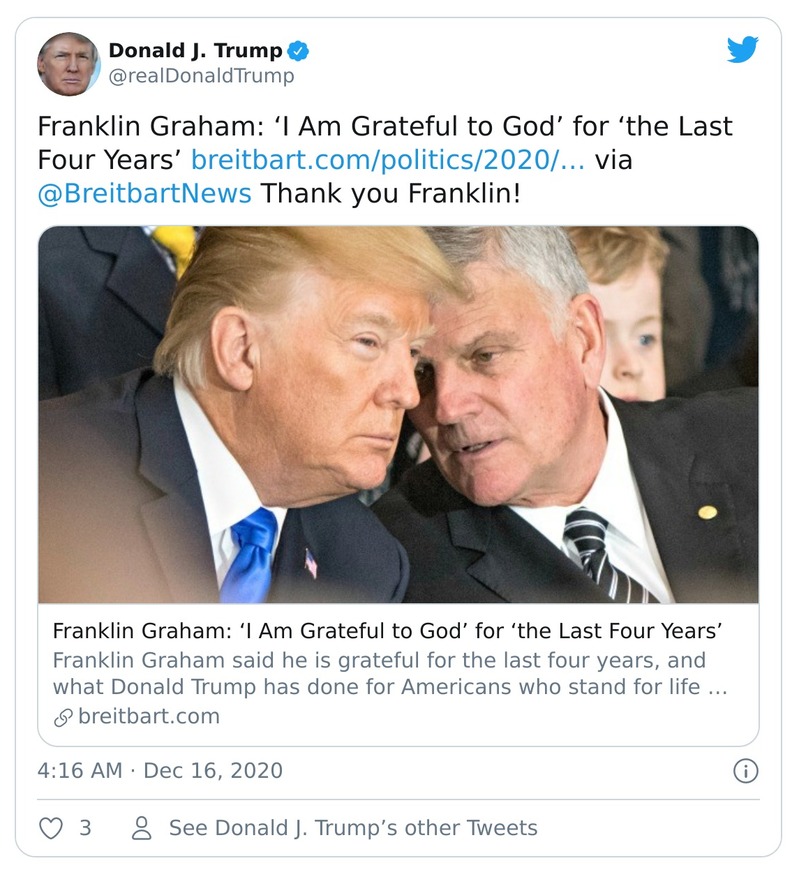 Donald J. Trump
@realDonaldTrump
Franklin Graham: ‘I Am Grateful to God’ for ‘the Last
Four Years’ breitbart.com/politics/2020/… via
@BreitbartNews Thank you Franklin!
Franklin Graham: ‘I Am Grateful to God’ for ‘the Last Four Years’
Franklin Graham said he is grateful for the last four years, and
what Donald Trump has done for Americans who stand for life …
breitbart.com
4:16 AM · Dec 16, 2020
3
See Donald J. Trump’s other Tweets